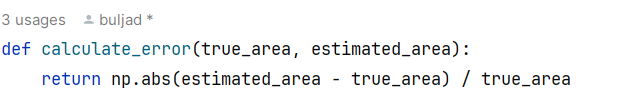 3 usages buljad *
def calculate_error(true_area, estimated_area):
    return np.abs(estimated_area - true_area) / true_area